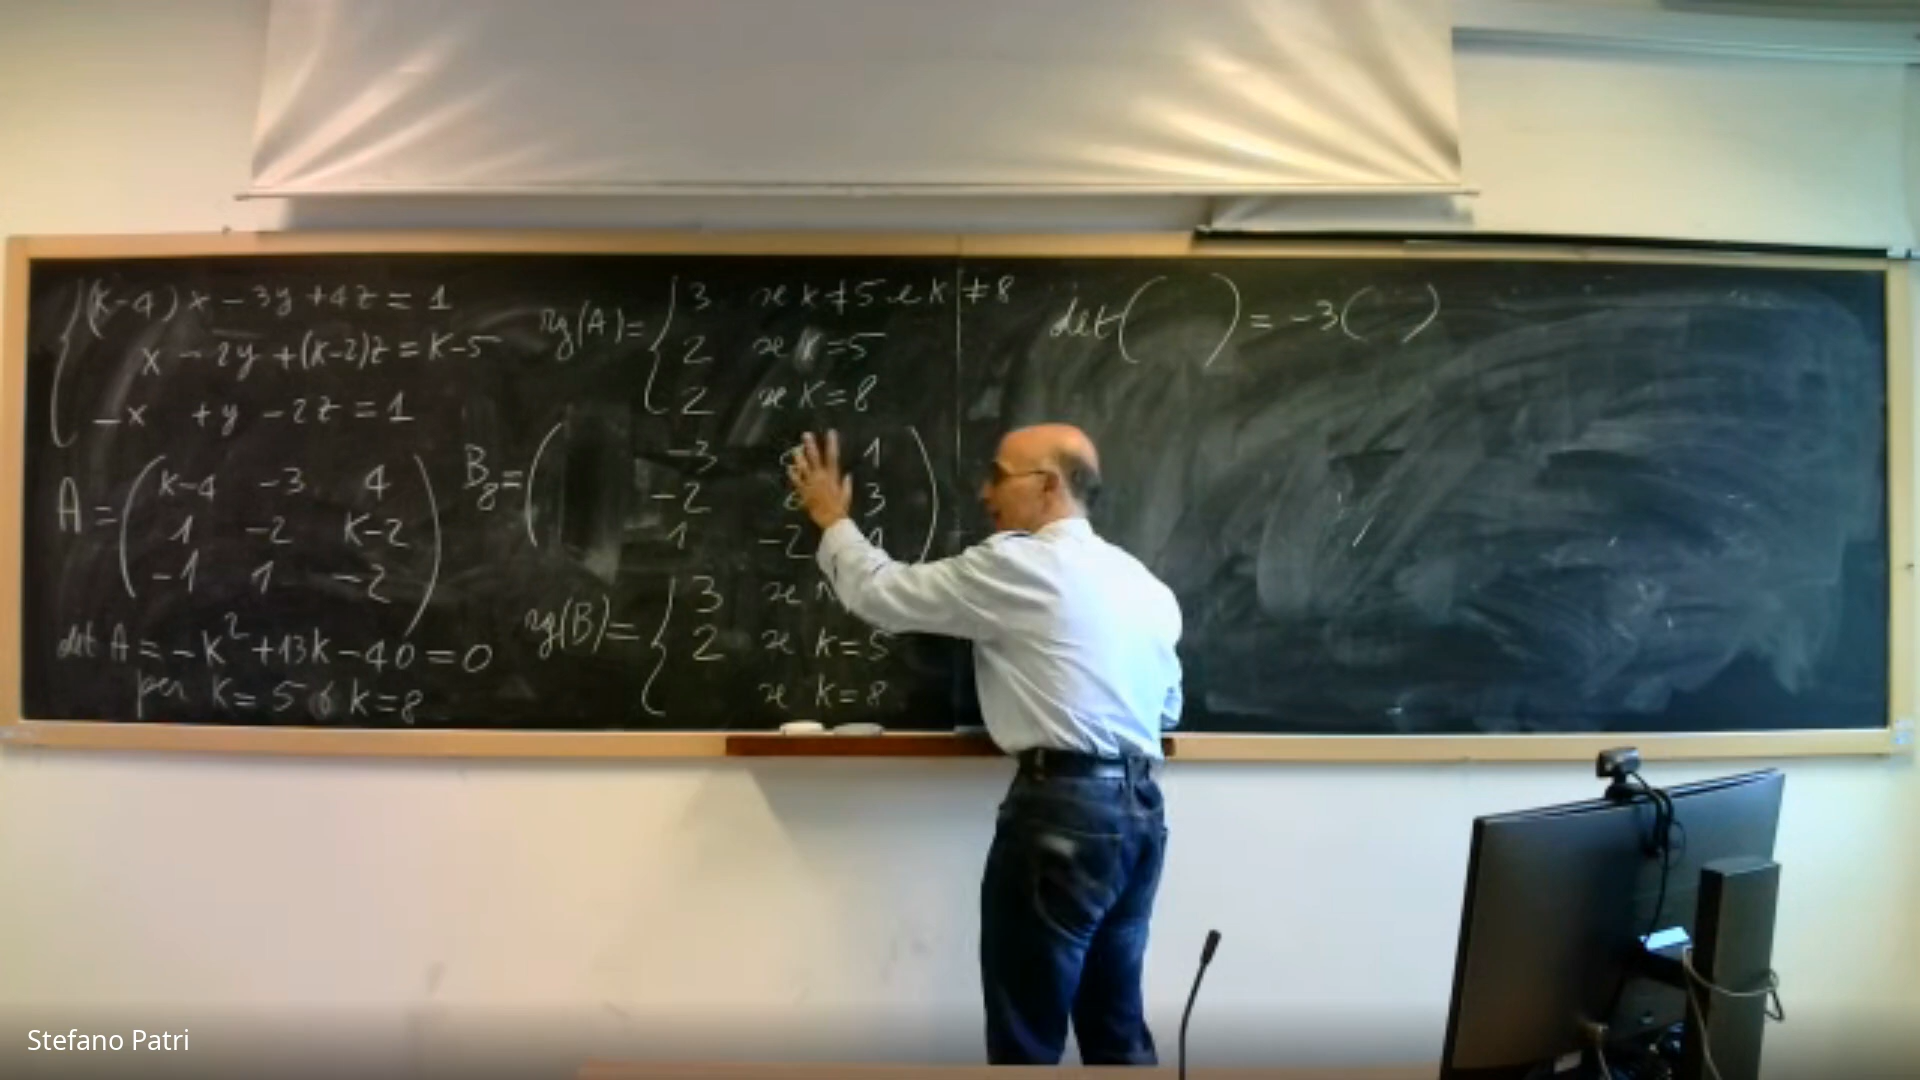 (k-4)x - 3y + 4z = 1
x - 2y + (k-2)z = k-5
-x + y - 2z = 1
A = ( k-4 -3 4
1 -2 k-2
-1 1 -2 )
det A = -k² + 13k - 40 = 0
per k = 5 o k = 8
rg(A) = { 3 se k ≠ 5 e k ≠ 8
2 se k = 5
2 se k = 8
B₈ = ( -3 1
-2 3
1 -2 )
rg(B) = { 3 se
2 se k = 5
se k = 8
det( ) = -3( )
Stefano Patri